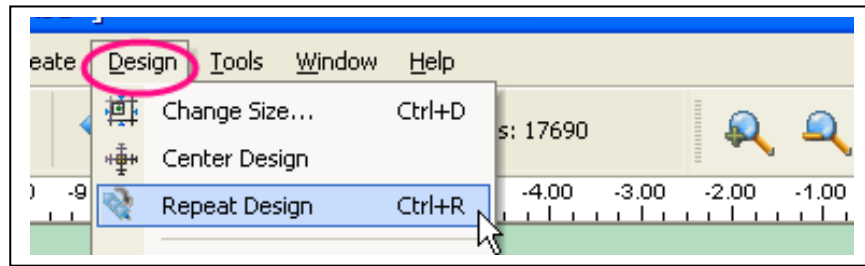 eate Design Tools Window Help
Change Size... Ctrl+D
s: 17690
Center Design
-9 -4.00 -3.00 -2.00 -1.00
Repeat Design Ctrl+R